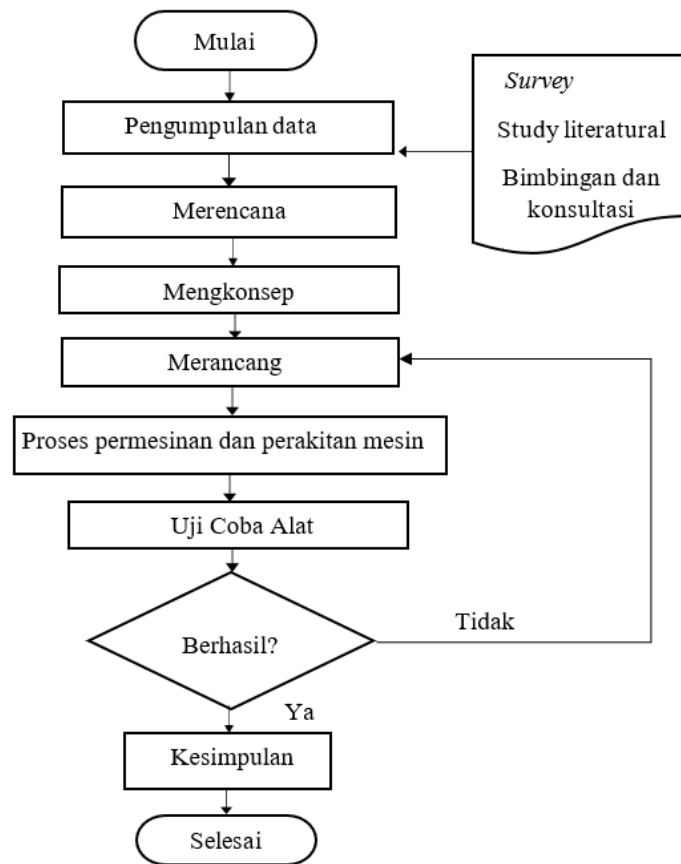 Mulai
Pengumpulan data
Survey
Study literatural
Bimbingan dan
konsultasi
Merencana
Mengkonsep
Merancang
Proses permesinan dan perakitan mesin
Uji Coba Alat
Berhasil?
Tidak
Ya
Kesimpulan
Selesai